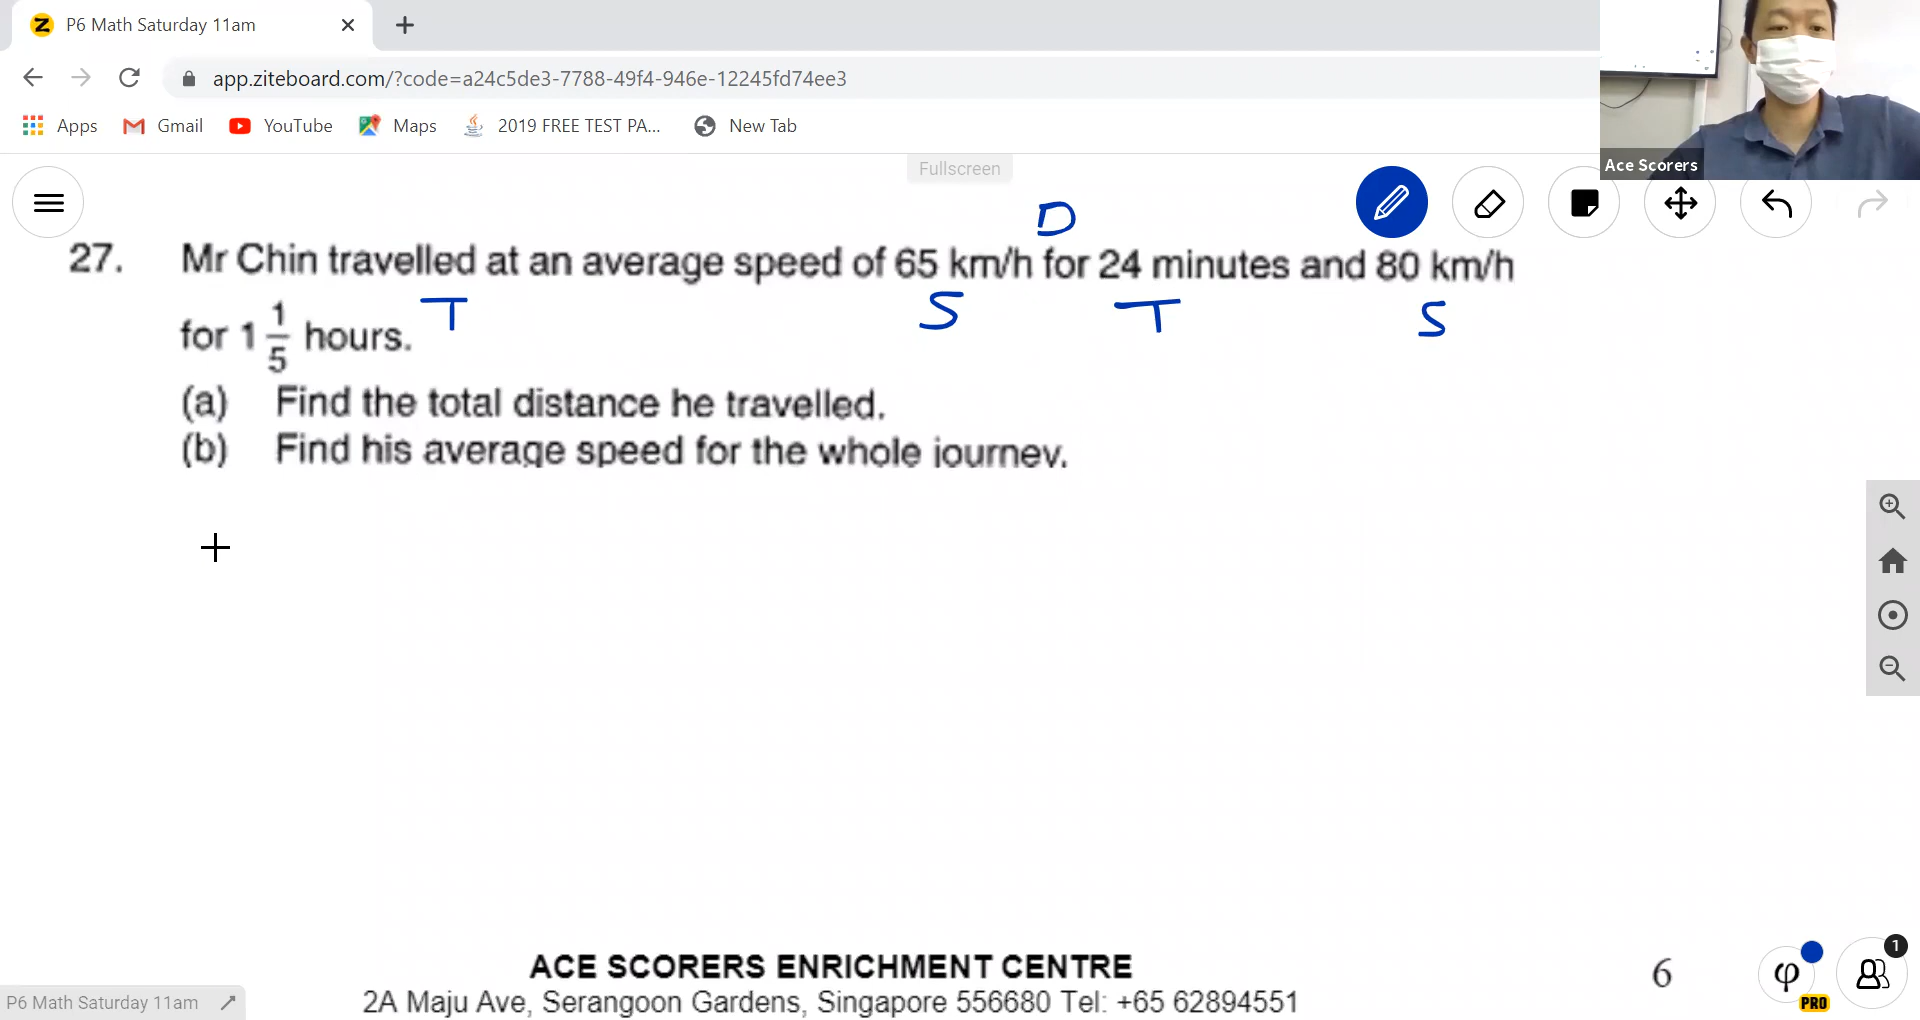 P6 Math Saturday 11am
app.ziteboard.com/?code=a24c5de3-7788-49f4-946e-12245fd74ee3
Apps Gmail YouTube Maps 2019 FREE TEST PA... New Tab
Ace Scorers
Fullscreen
D
27. Mr Chin travelled at an average speed of 65 km/h for 24 minutes and 80 km/h
T S T S
for 1 1/5 hours.
(a) Find the total distance he travelled.
(b) Find his average speed for the whole journey.
ACE SCORERS ENRICHMENT CENTRE
6
1
φ
PRO
P6 Math Saturday 11am
2A Maju Ave, Serangoon Gardens, Singapore 556680 Tel: +65 62894551